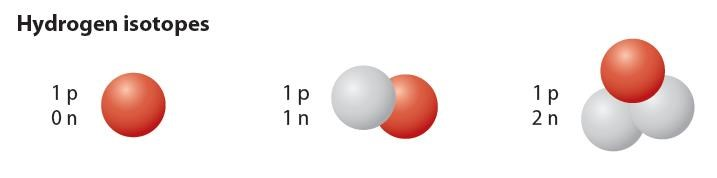 Hydrogen isotopes
1 p
0 n
1 p
1 n
1 p
2 n